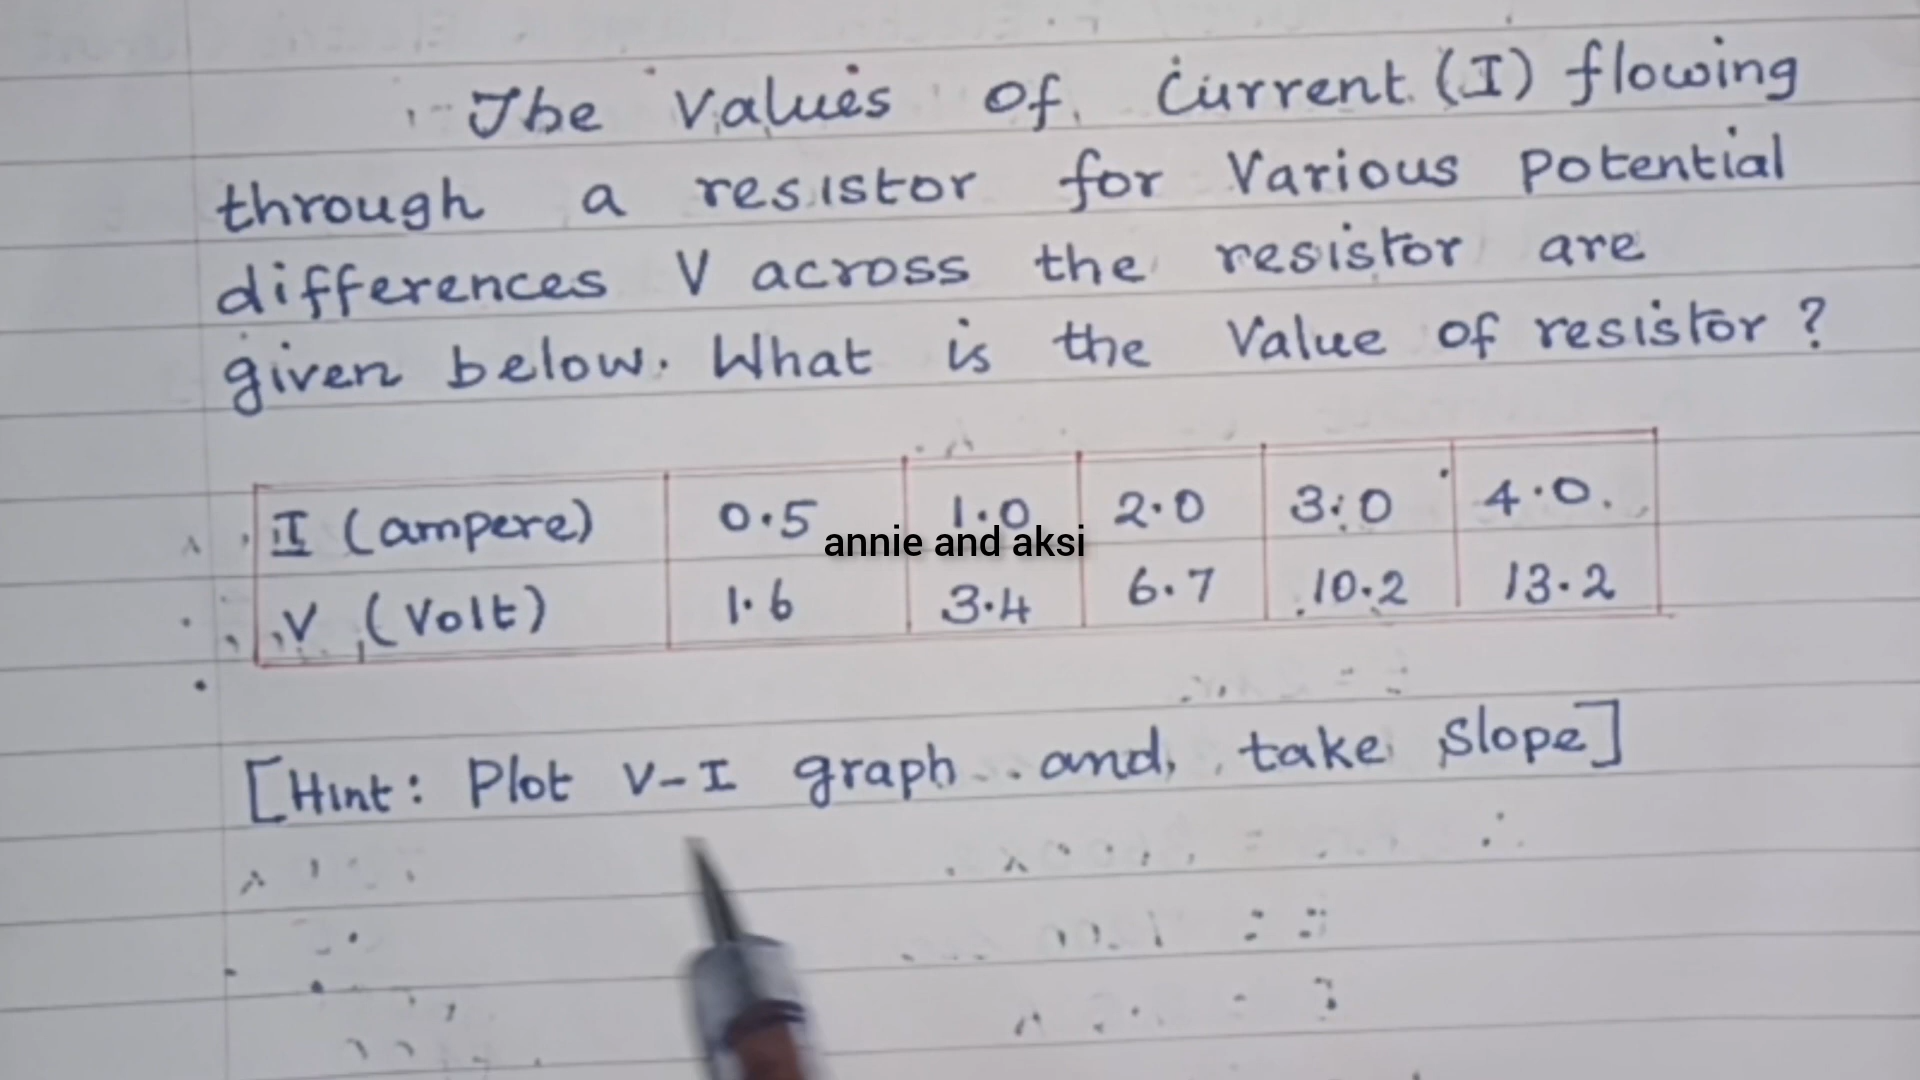 The values of current (I) flowing
through a resistor for various potential
differences V across the resistor are
given below. What is the value of resistor?
I (ampere) 0.5 1.0 2.0 3.0 4.0
annie and aksi
V (Volt) 1.6 3.4 6.7 10.2 13.2
[Hint: Plot V-I graph and take slope]